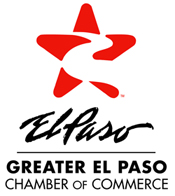 El Paso
GREATER EL PASO
CHAMBER OF COMMERCE